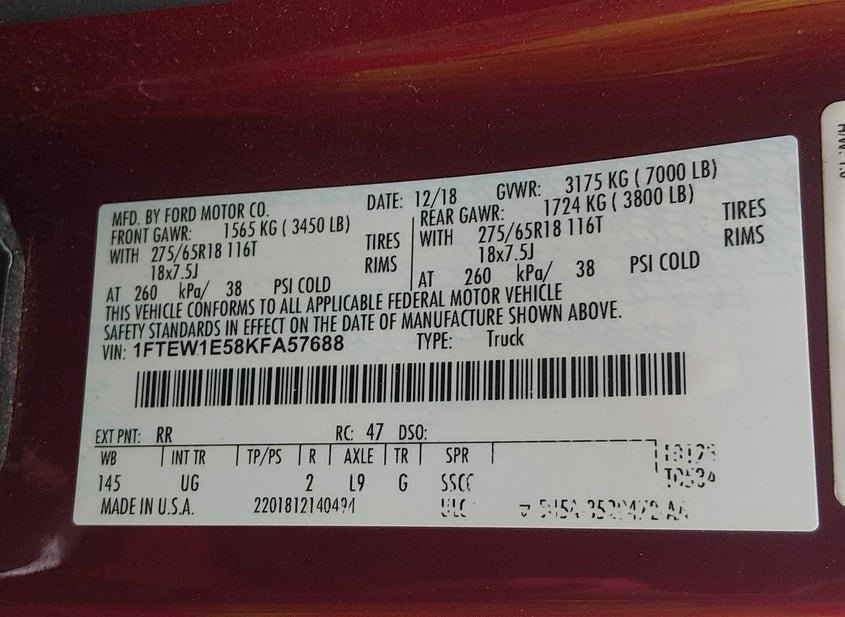 MFD. BY FORD MOTOR CO. DATE: 12/18 GVWR: 3175 KG ( 7000 LB)
FRONT GAWR: 1565 KG ( 3450 LB) REAR GAWR: 1724 KG ( 3800 LB)
WITH 275/65R18 116T TIRES WITH 275/65R18 116T TIRES
18x7.5J RIMS 18x7.5J RIMS
AT 260 kPa/ 38 PSI COLD AT 260 kPa/ 38 PSI COLD
THIS VEHICLE CONFORMS TO ALL APPLICABLE FEDERAL MOTOR VEHICLE
SAFETY STANDARDS IN EFFECT ON THE DATE OF MANUFACTURE SHOWN ABOVE.
VIN: 1FTEW1E58KFA57688 TYPE: Truck
EXT PNT: RR RC: 47 DSO:
WB INT TR TP/PS R AXLE TR SPR
145 UG 2 L9 G
MADE IN U.S.A. 2201812140494